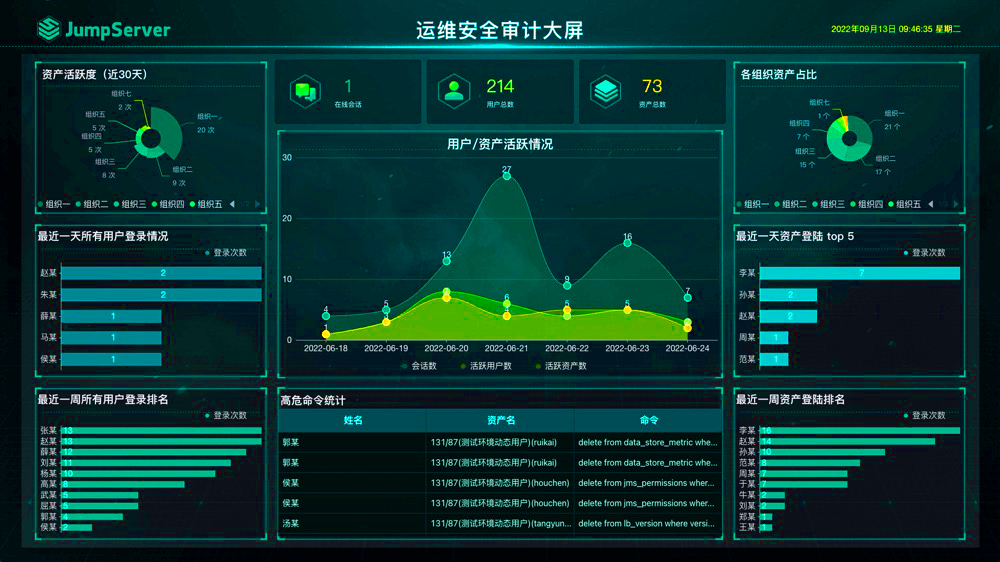 JumpServer
运维安全审计大屏
2022年09月13日 09:46:35 星期二
资产活跃度（近30天）
组织七
2 次
组织五
5 次
组织四
5 次
组织三
8 次
组织一
20 次
组织二
9 次
组织一 组织二 组织三 组织四 组织五 1/2
1
在线会话
214
用户总数
73
资产总数
各组织资产占比
组织七
1 个
组织四
7 个
组织三
15 个
组织一
21 个
组织二
17 个
组织一 组织二 组织三 组织四 组织五
用户/资产活跃情况
30
20
10
0
4 5 13 27 9 16 7
1 3 7 4 5 5
6 5
2022-06-18 2022-06-19 2022-06-20 2022-06-21 2022-06-22 2022-06-23 2022-06-24
会话数 活跃用户数 活跃资产数
最近一天所有用户登录情况
登录次数
赵某 2
朱某 2
薛某 1
马某 1
侯某 1
最近一天资产登陆 top 5
登录次数
李某 7
孙某 2
赵某 2
周某 1
范某 1
最近一周所有用户登录排名
登录次数
张某 13
赵某 13
薛某 12
刘某 11
杨某 10
高某 8
武某 5
屈某 5
郭某 4
侯某 2
高危命令统计
姓名 资产名 命令
郭某 131/87(测试环境动态用户)(ruikai) delete from data_store_metric whe...
郭某 131/87(测试环境动态用户)(ruikai) delete from data_store_metric whe...
侯某 131/87(测试环境动态用户)(houchen) delete from jms_permissions wher...
侯某 131/87(测试环境动态用户)(houchen) delete from jms_permissions wher...
汤某 131/87(测试环境动态用户)(tangyun... delete from lb_version where versi...
最近一周资产登陆排名
登录次数
李某 16
赵某 14
孙某 10
范某 8
周某 7
于某 7
牛某 2
刘某 2
郑某 1
王某 1